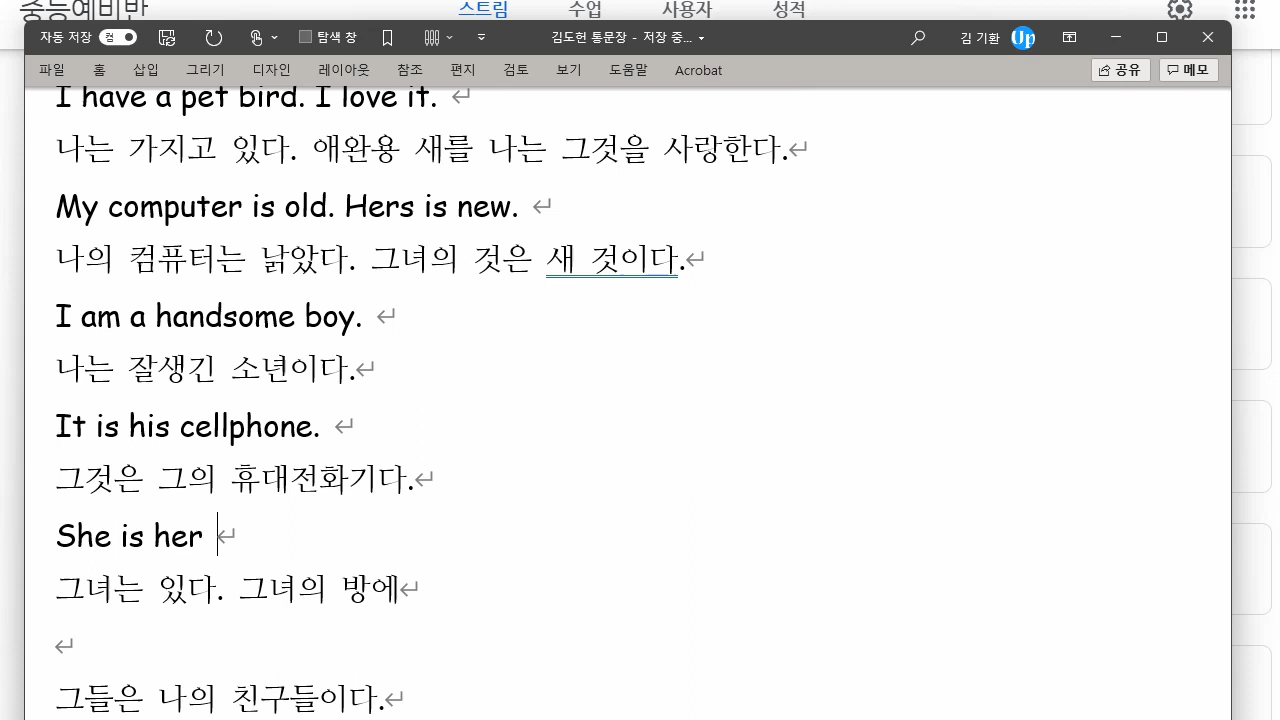 중등예비반
스트림 수업 사용자 성적
자동 저장 컴 탐색 창 김도헌 통문장 - 저장 중... 김 기환 Up
파일 홈 삽입 그리기 디자인 레이아웃 참조 편지 검토 보기 도움말 Acrobat 공유 메모
I have a pet bird. I love it.
나는 가지고 있다. 애완용 새를 나는 그것을 사랑한다.
My computer is old. Hers is new.
나의 컴퓨터는 낡았다. 그녀의 것은 새 것이다.
I am a handsome boy.
나는 잘생긴 소년이다.
It is his cellphone.
그것은 그의 휴대전화기다.
She is her
그녀는 있다. 그녀의 방에
그들은 나의 친구들이다.